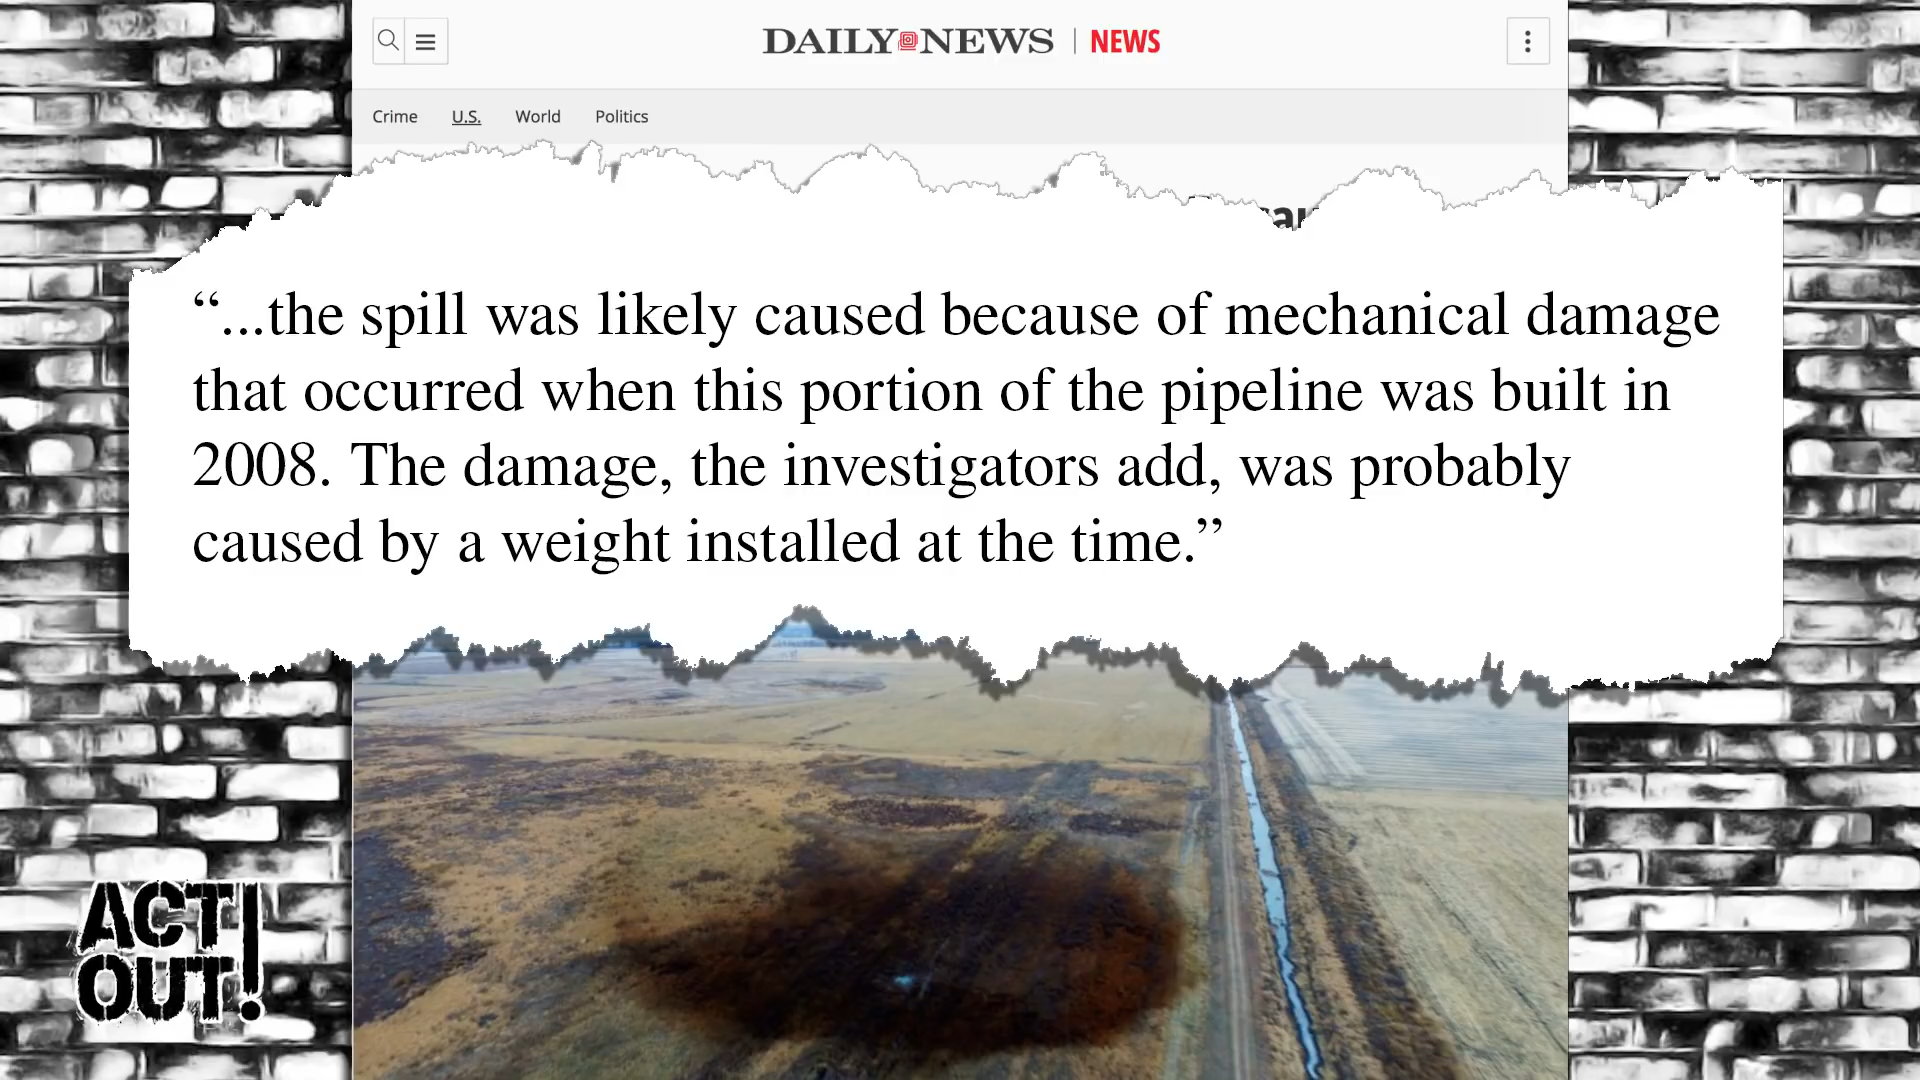 DAILY NEWS | NEWS
Crime U.S. World Politics
“...the spill was likely caused because of mechanical damage
that occurred when this portion of the pipeline was built in
2008. The damage, the investigators add, was probably
caused by a weight installed at the time.”
ACT
OUT!